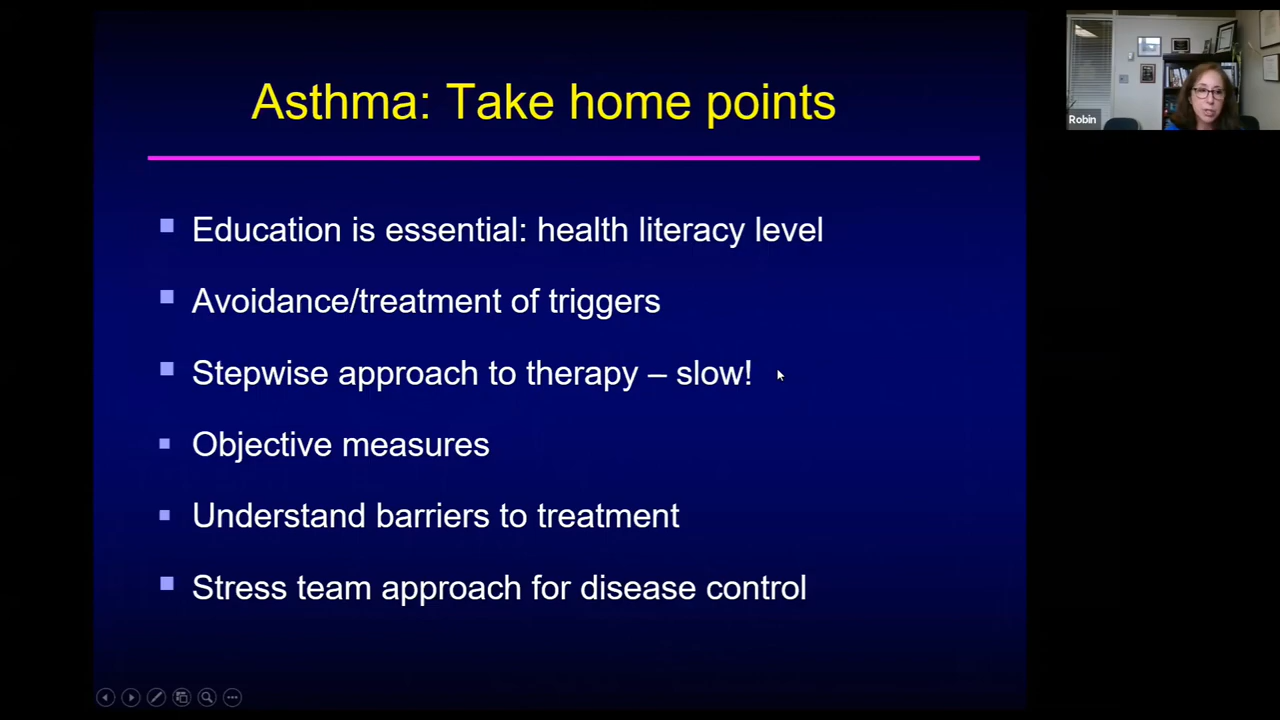 Asthma: Take home points
Education is essential: health literacy level
Avoidance/treatment of triggers
Stepwise approach to therapy – slow!
Objective measures
Understand barriers to treatment
Stress team approach for disease control
Robin